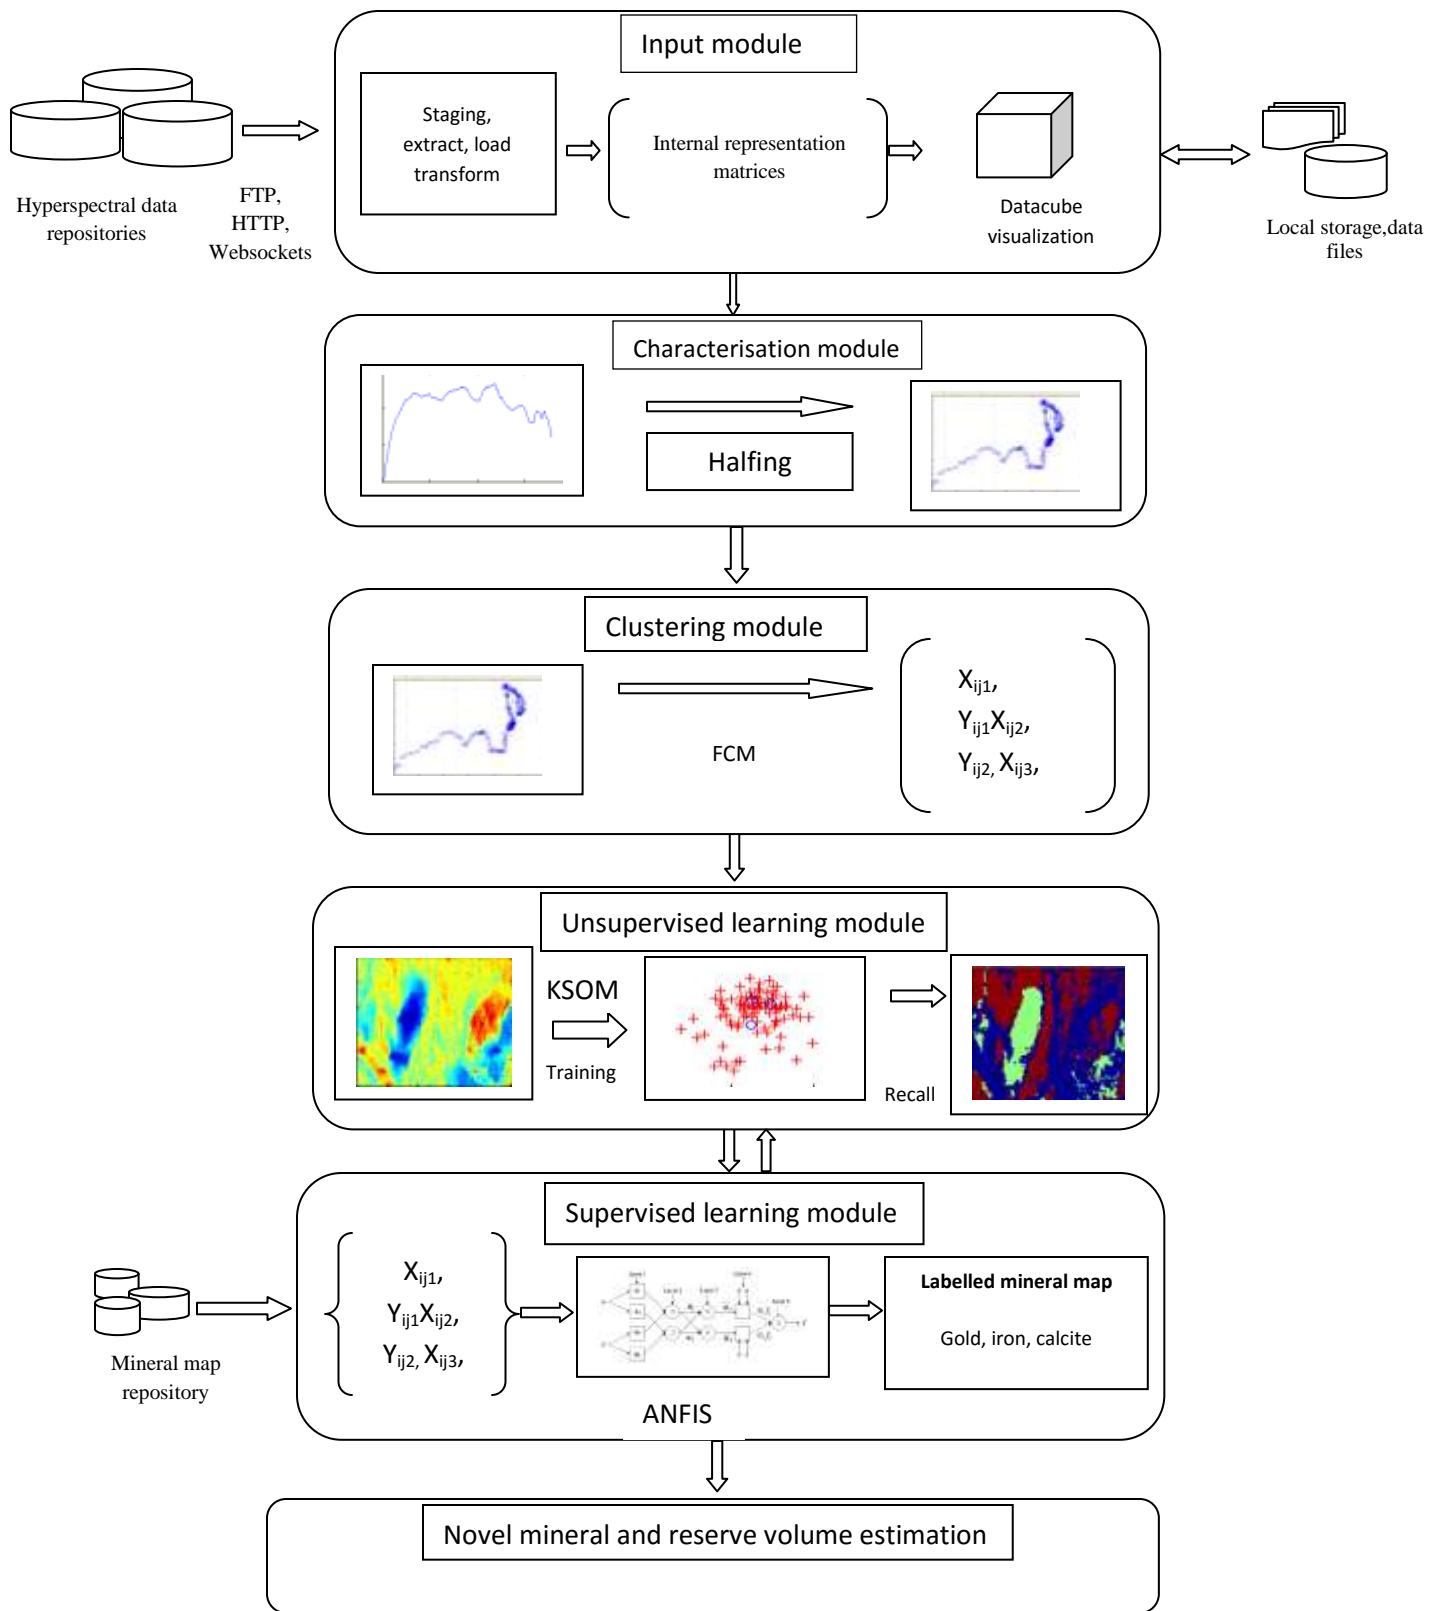 Input module
Staging,
extract, load
transform
Internal representation
matrices
Datacube
visualization
Hyperspectral data
repositories
FTP,
HTTP,
Websockets
Local storage,data
files
Characterisation module
Halfing
Clustering module
FCM
Xij1,
Yij1Xij2,
Yij2, Xij3,
Unsupervised learning module
KSOM
Training
Recall
Supervised learning module
Mineral map
repository
Xij1,
Yij1Xij2,
Yij2, Xij3,
ANFIS
Labelled mineral map
Gold, iron, calcite
Novel mineral and reserve volume estimation